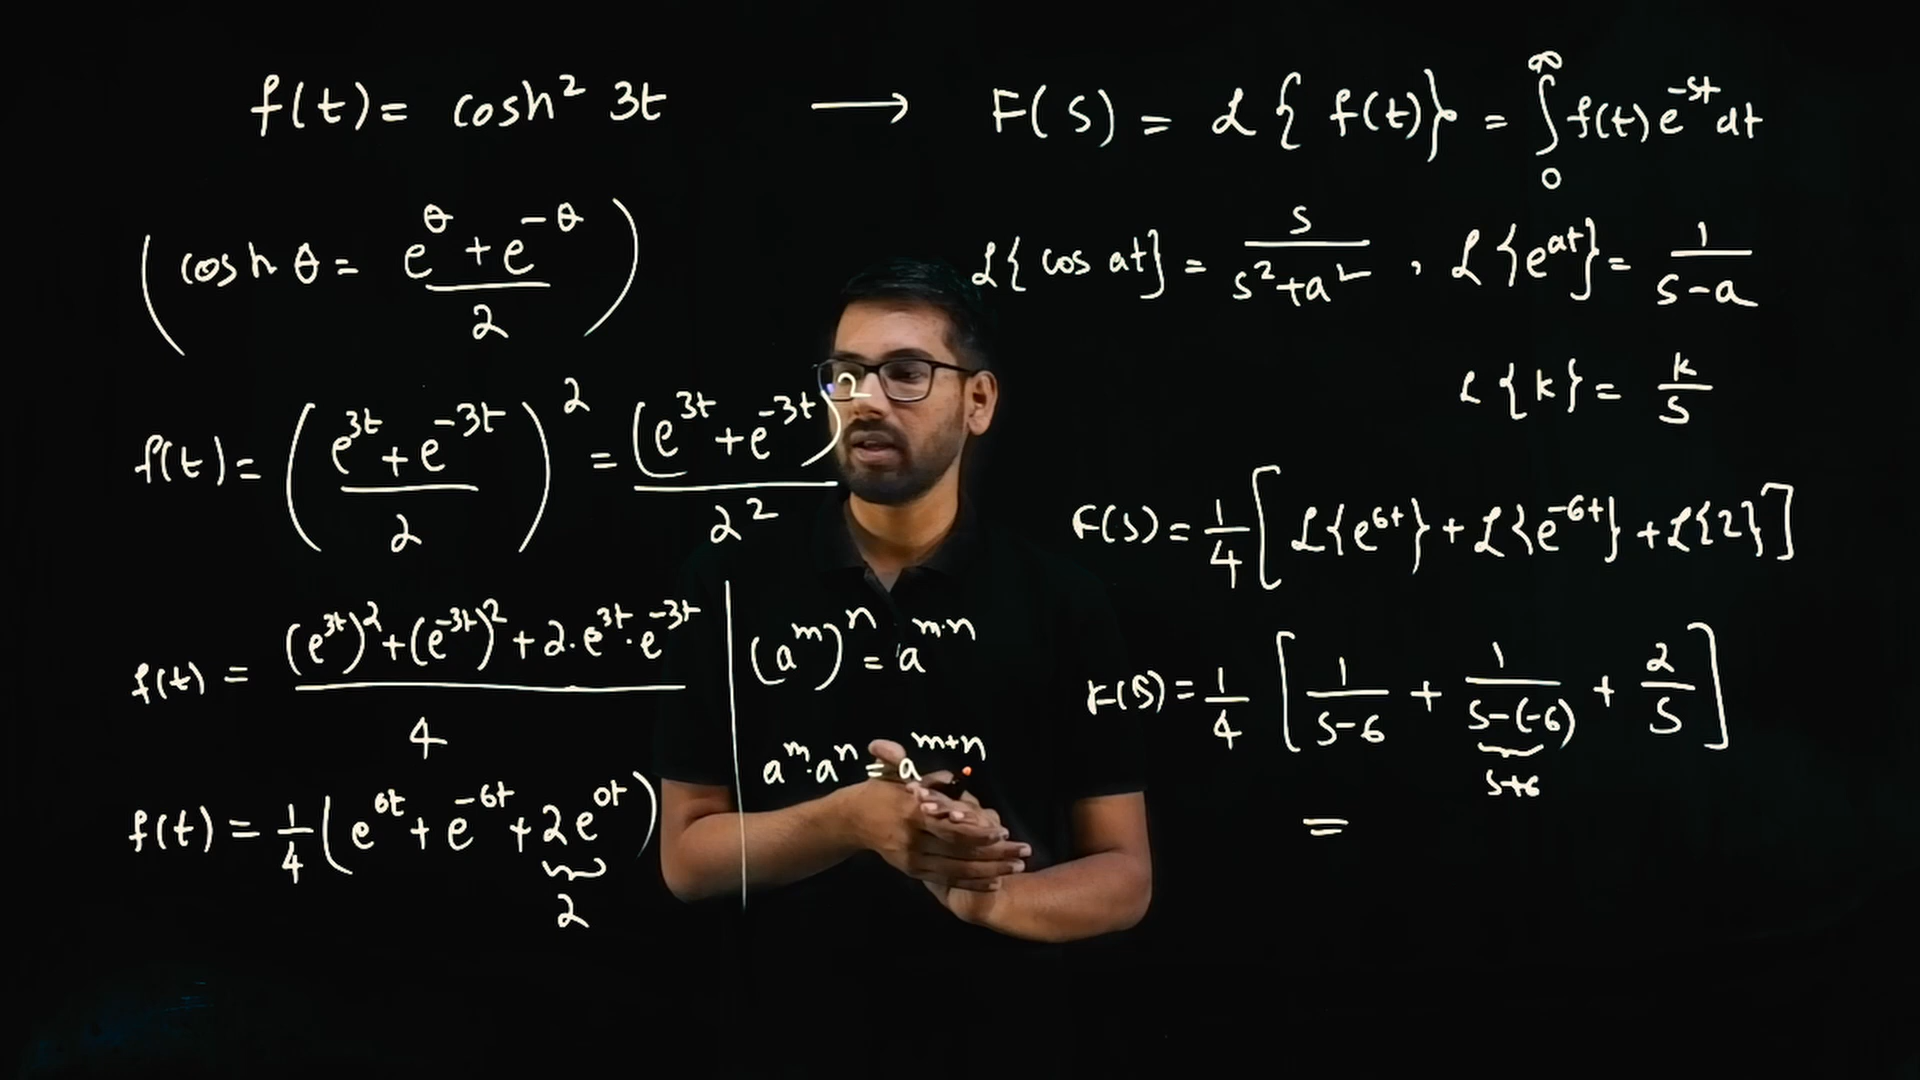 f(t) = cosh² 3t → F(S) = ℒ{f(t)} = ∫₀^∞ f(t) e^(-st) dt
(cosh θ = (e^θ + e^(-θ))/2)
f(t) = ((e^(3t) + e^(-3t))/2)² = (e^(3t) + e^(-3t))²/2²
f(t) = ((e^(3t))² + (e^(-3t))² + 2·e^(3t)·e^(-3t))/4
f(t) = 1/4 (e^(6t) + e^(-6t) + 2e^(0t))
2
(a^m)^n = a^(m·n)
a^m·a^n = a^(m+n)
ℒ{cos at} = s/(s²+a²), ℒ{e^(at)} = 1/(s-a)
ℒ{k} = k/s
F(S) = 1/4 [ℒ{e^(6t)} + ℒ{e^(-6t)} + ℒ{2}]
F(S) = 1/4 [1/(s-6) + 1/(s-(-6)) + 2/s]
s+6
=